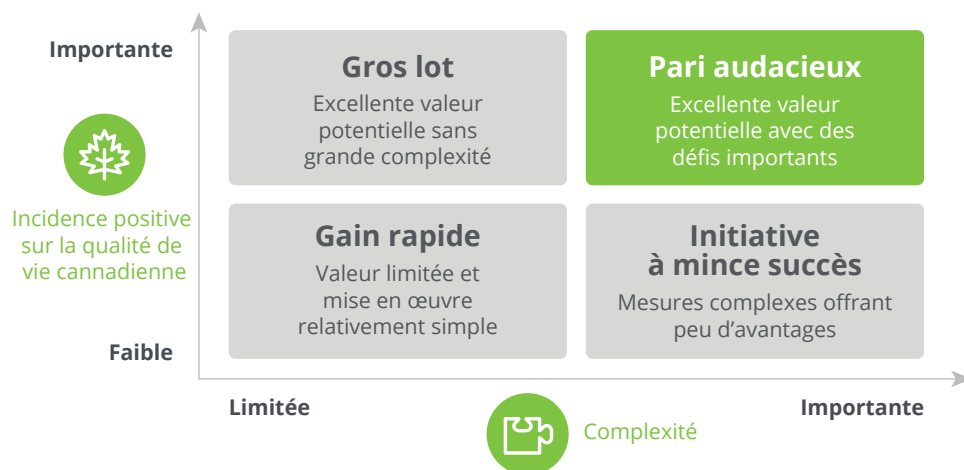 Importante
Incidence positive
sur la qualité de
vie cannadienne
Faible
Gros lot
Excellente valeur
potentielle sans
grande complexité
Pari audacieux
Excellente valeur
potentielle avec des
défis importants
Gain rapide
Valeur limitée et
mise en œuvre
relativement simple
Initiative
à mince succès
Mesures complexes offrant
peu d’avantages
Limitée
Complexité
Importante